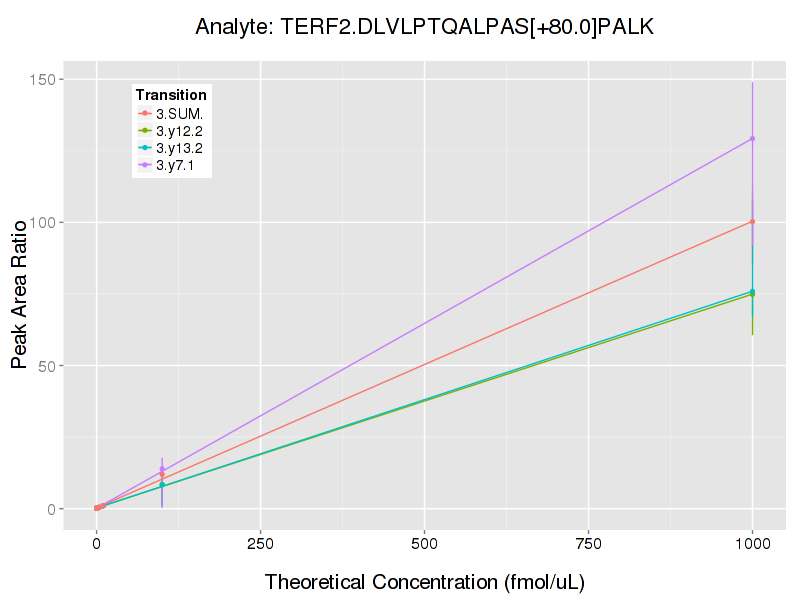 Analyte: TERF2.DLVLPTQALPAS[+80.0]PALK
150
100
50
0
Peak Area Ratio
Transition
3.SUM.
3.y12.2
3.y13.2
3.y7.1
0 250 500 750 1000
Theoretical Concentration (fmol/uL)